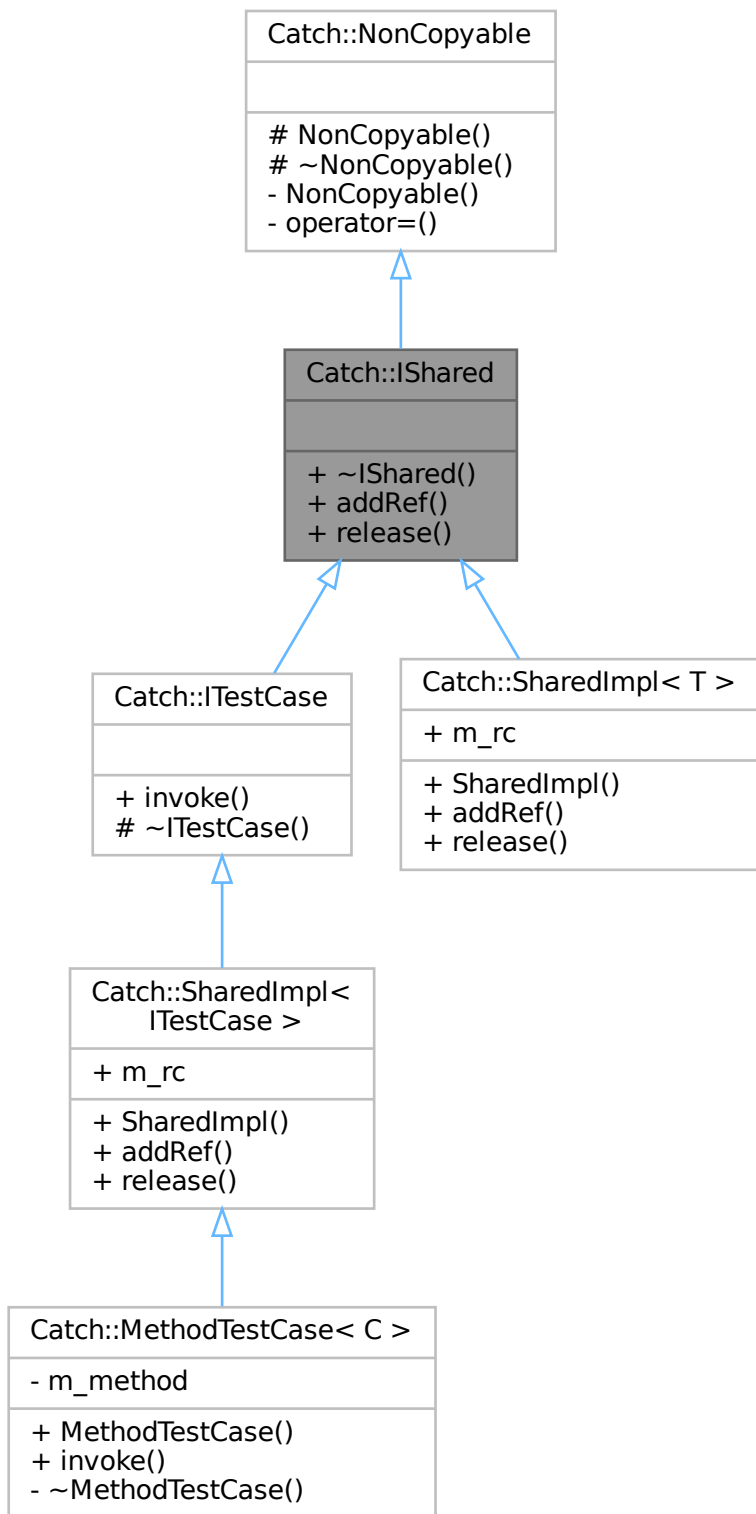 Catch::NonCopyable
# NonCopyable()
# ~NonCopyable()
- NonCopyable()
- operator=()
Catch::IShared
+ ~IShared()
+ addRef()
+ release()
Catch::ITestCase
+ invoke()
# ~ITestCase()
Catch::SharedImpl< T >
+ m_rc
+ SharedImpl()
+ addRef()
+ release()
Catch::SharedImpl<
ITestCase >
+ m_rc
+ SharedImpl()
+ addRef()
+ release()
Catch::MethodTestCase< C >
- m_method
+ MethodTestCase()
+ invoke()
- ~MethodTestCase()